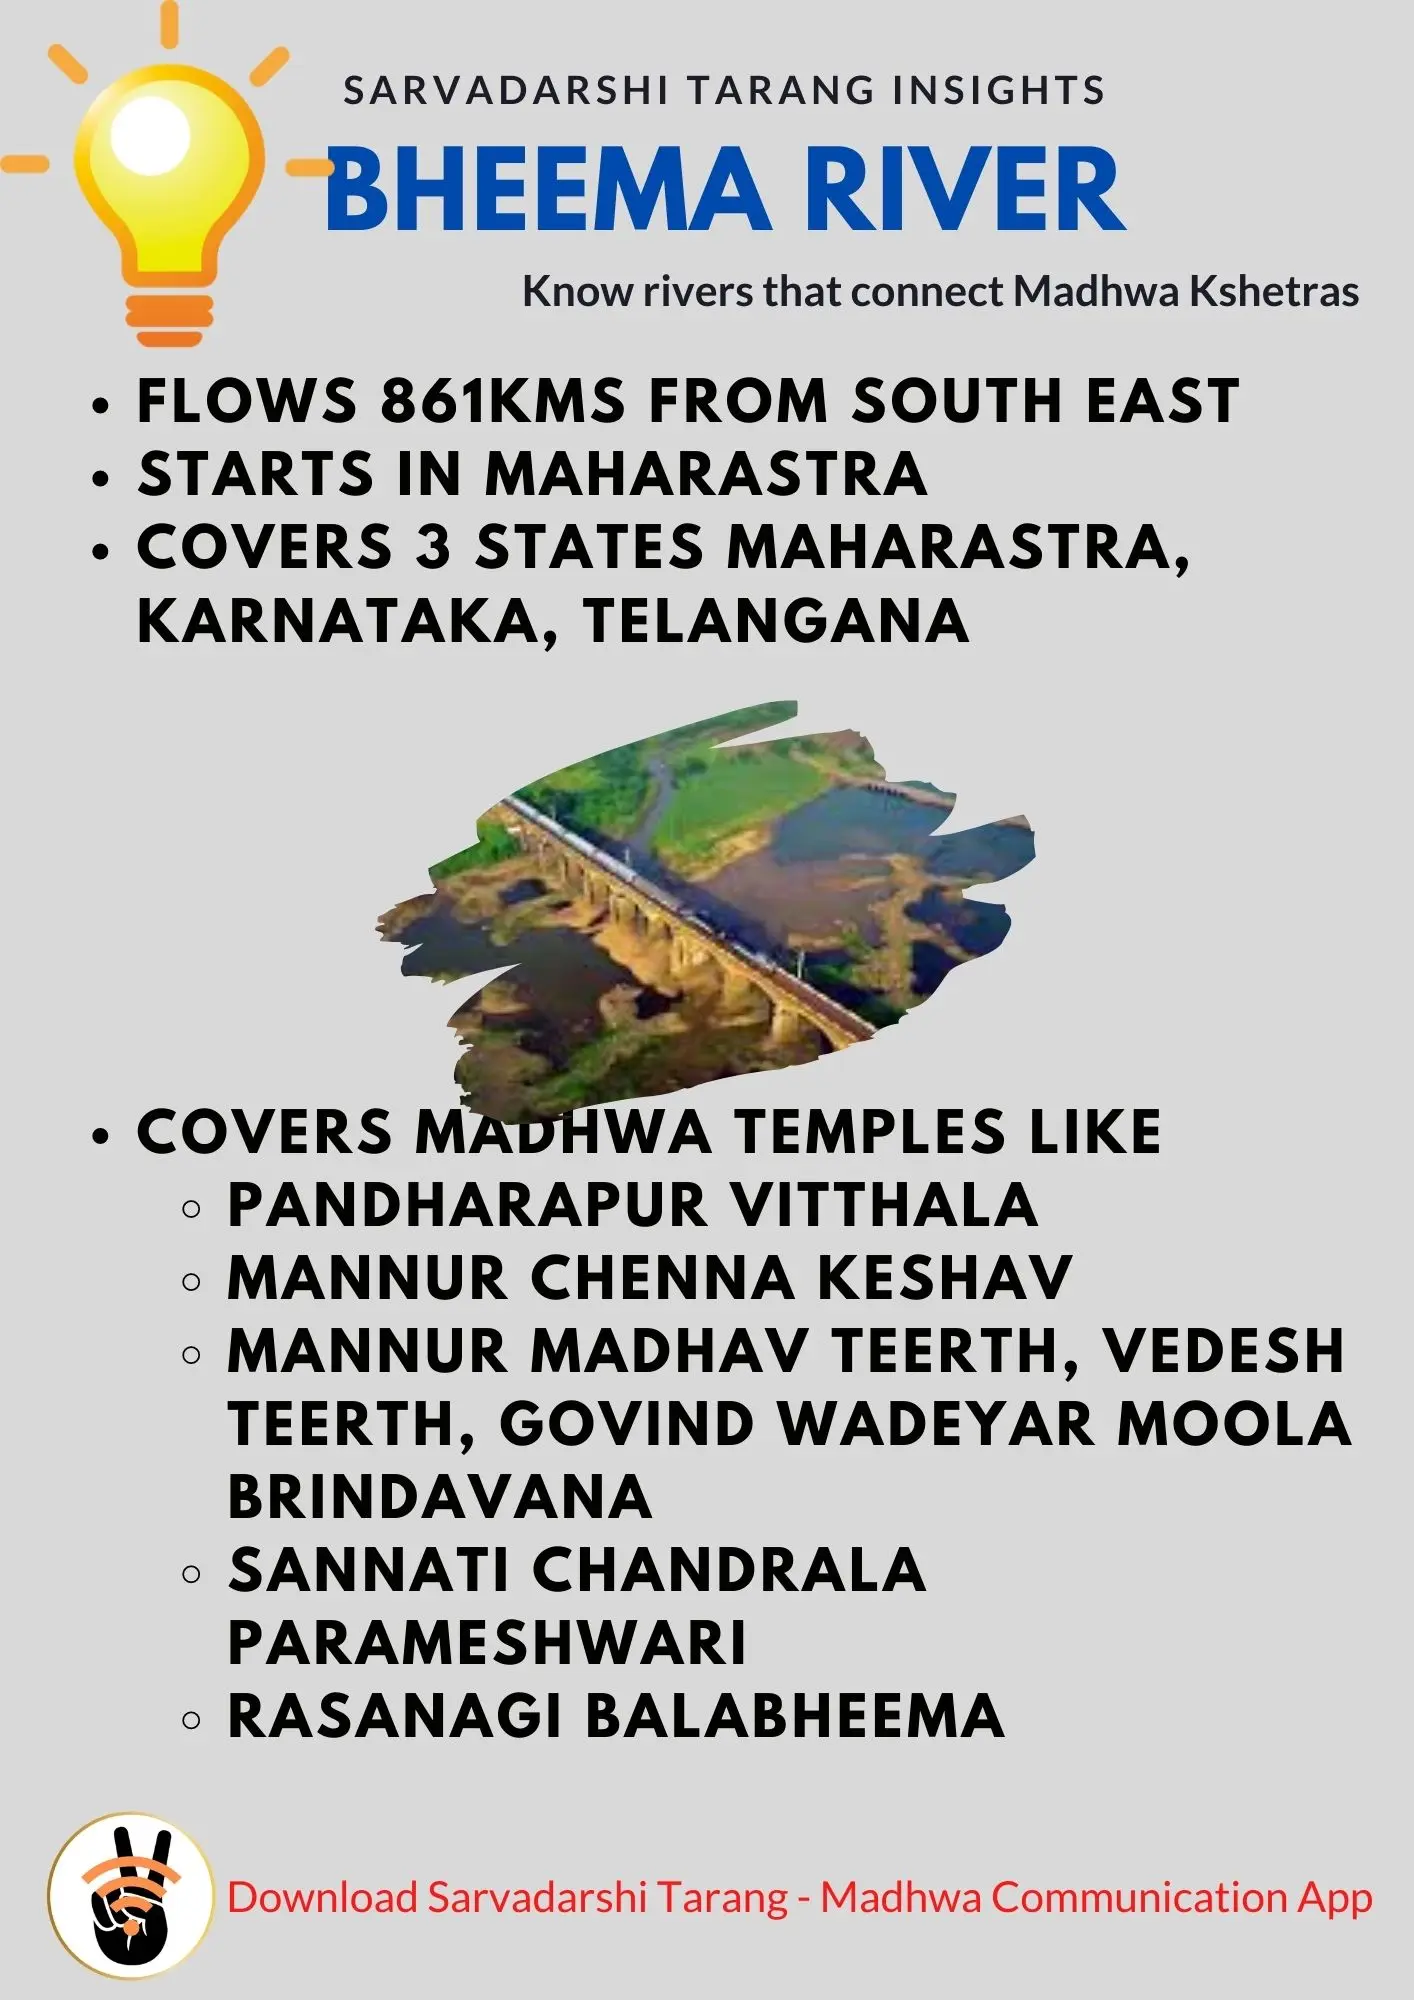 SARVADARSHI TARANG INSIGHTS
BHEEMA RIVER
Know rivers that connect Madhwa Kshetras
• FLOWS 861KMS FROM SOUTH EAST
• STARTS IN MAHARASTRA
• COVERS 3 STATES MAHARASTRA,
KARNATAKA, TELANGANA
• COVERS MADHWA TEMPLES LIKE
◦ PANDHARAPUR VITTHALA
◦ MANNUR CHENNA KESHAV
◦ MANNUR MADHAV TEERTH, VEDESH
TEERTH, GOVIND WADEYAR MOOLA
BRINDAVANA
◦ SANNATI CHANDRALA
PARAMESHWARI
◦ RASANAGI BALABHEEMA
Download Sarvadarshi Tarang - Madhwa Communication App